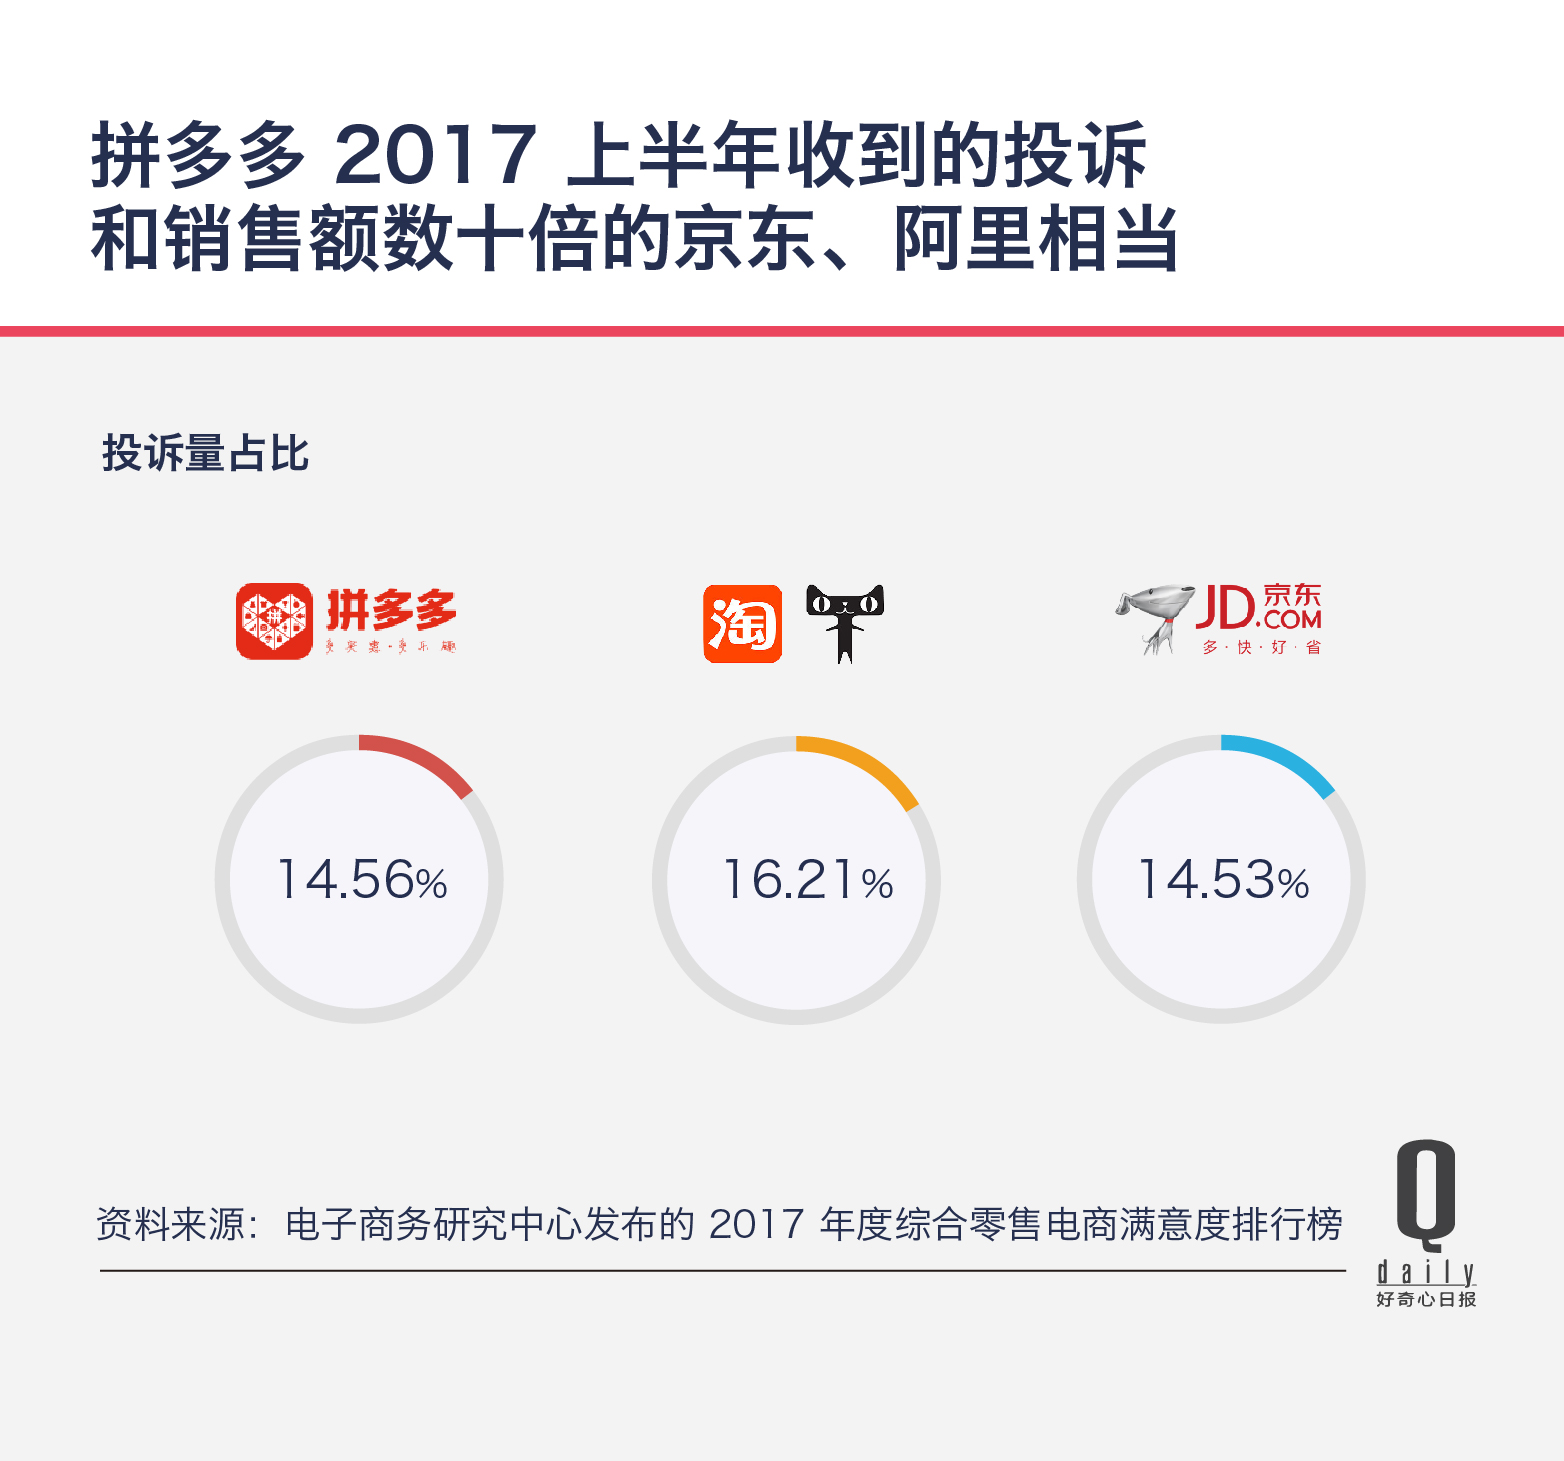 拼多多 2017 上半年收到的投诉
和销售额数十倍的京东、阿里相当
投诉量占比
拼
拼多多
淘
JD 京东
.COM
多·快·好·省
14.56%
16.21%
14.53%
资料来源：电子商务研究中心发布的 2017 年度综合零售电商满意度排行榜
Q
daily
好奇心日报